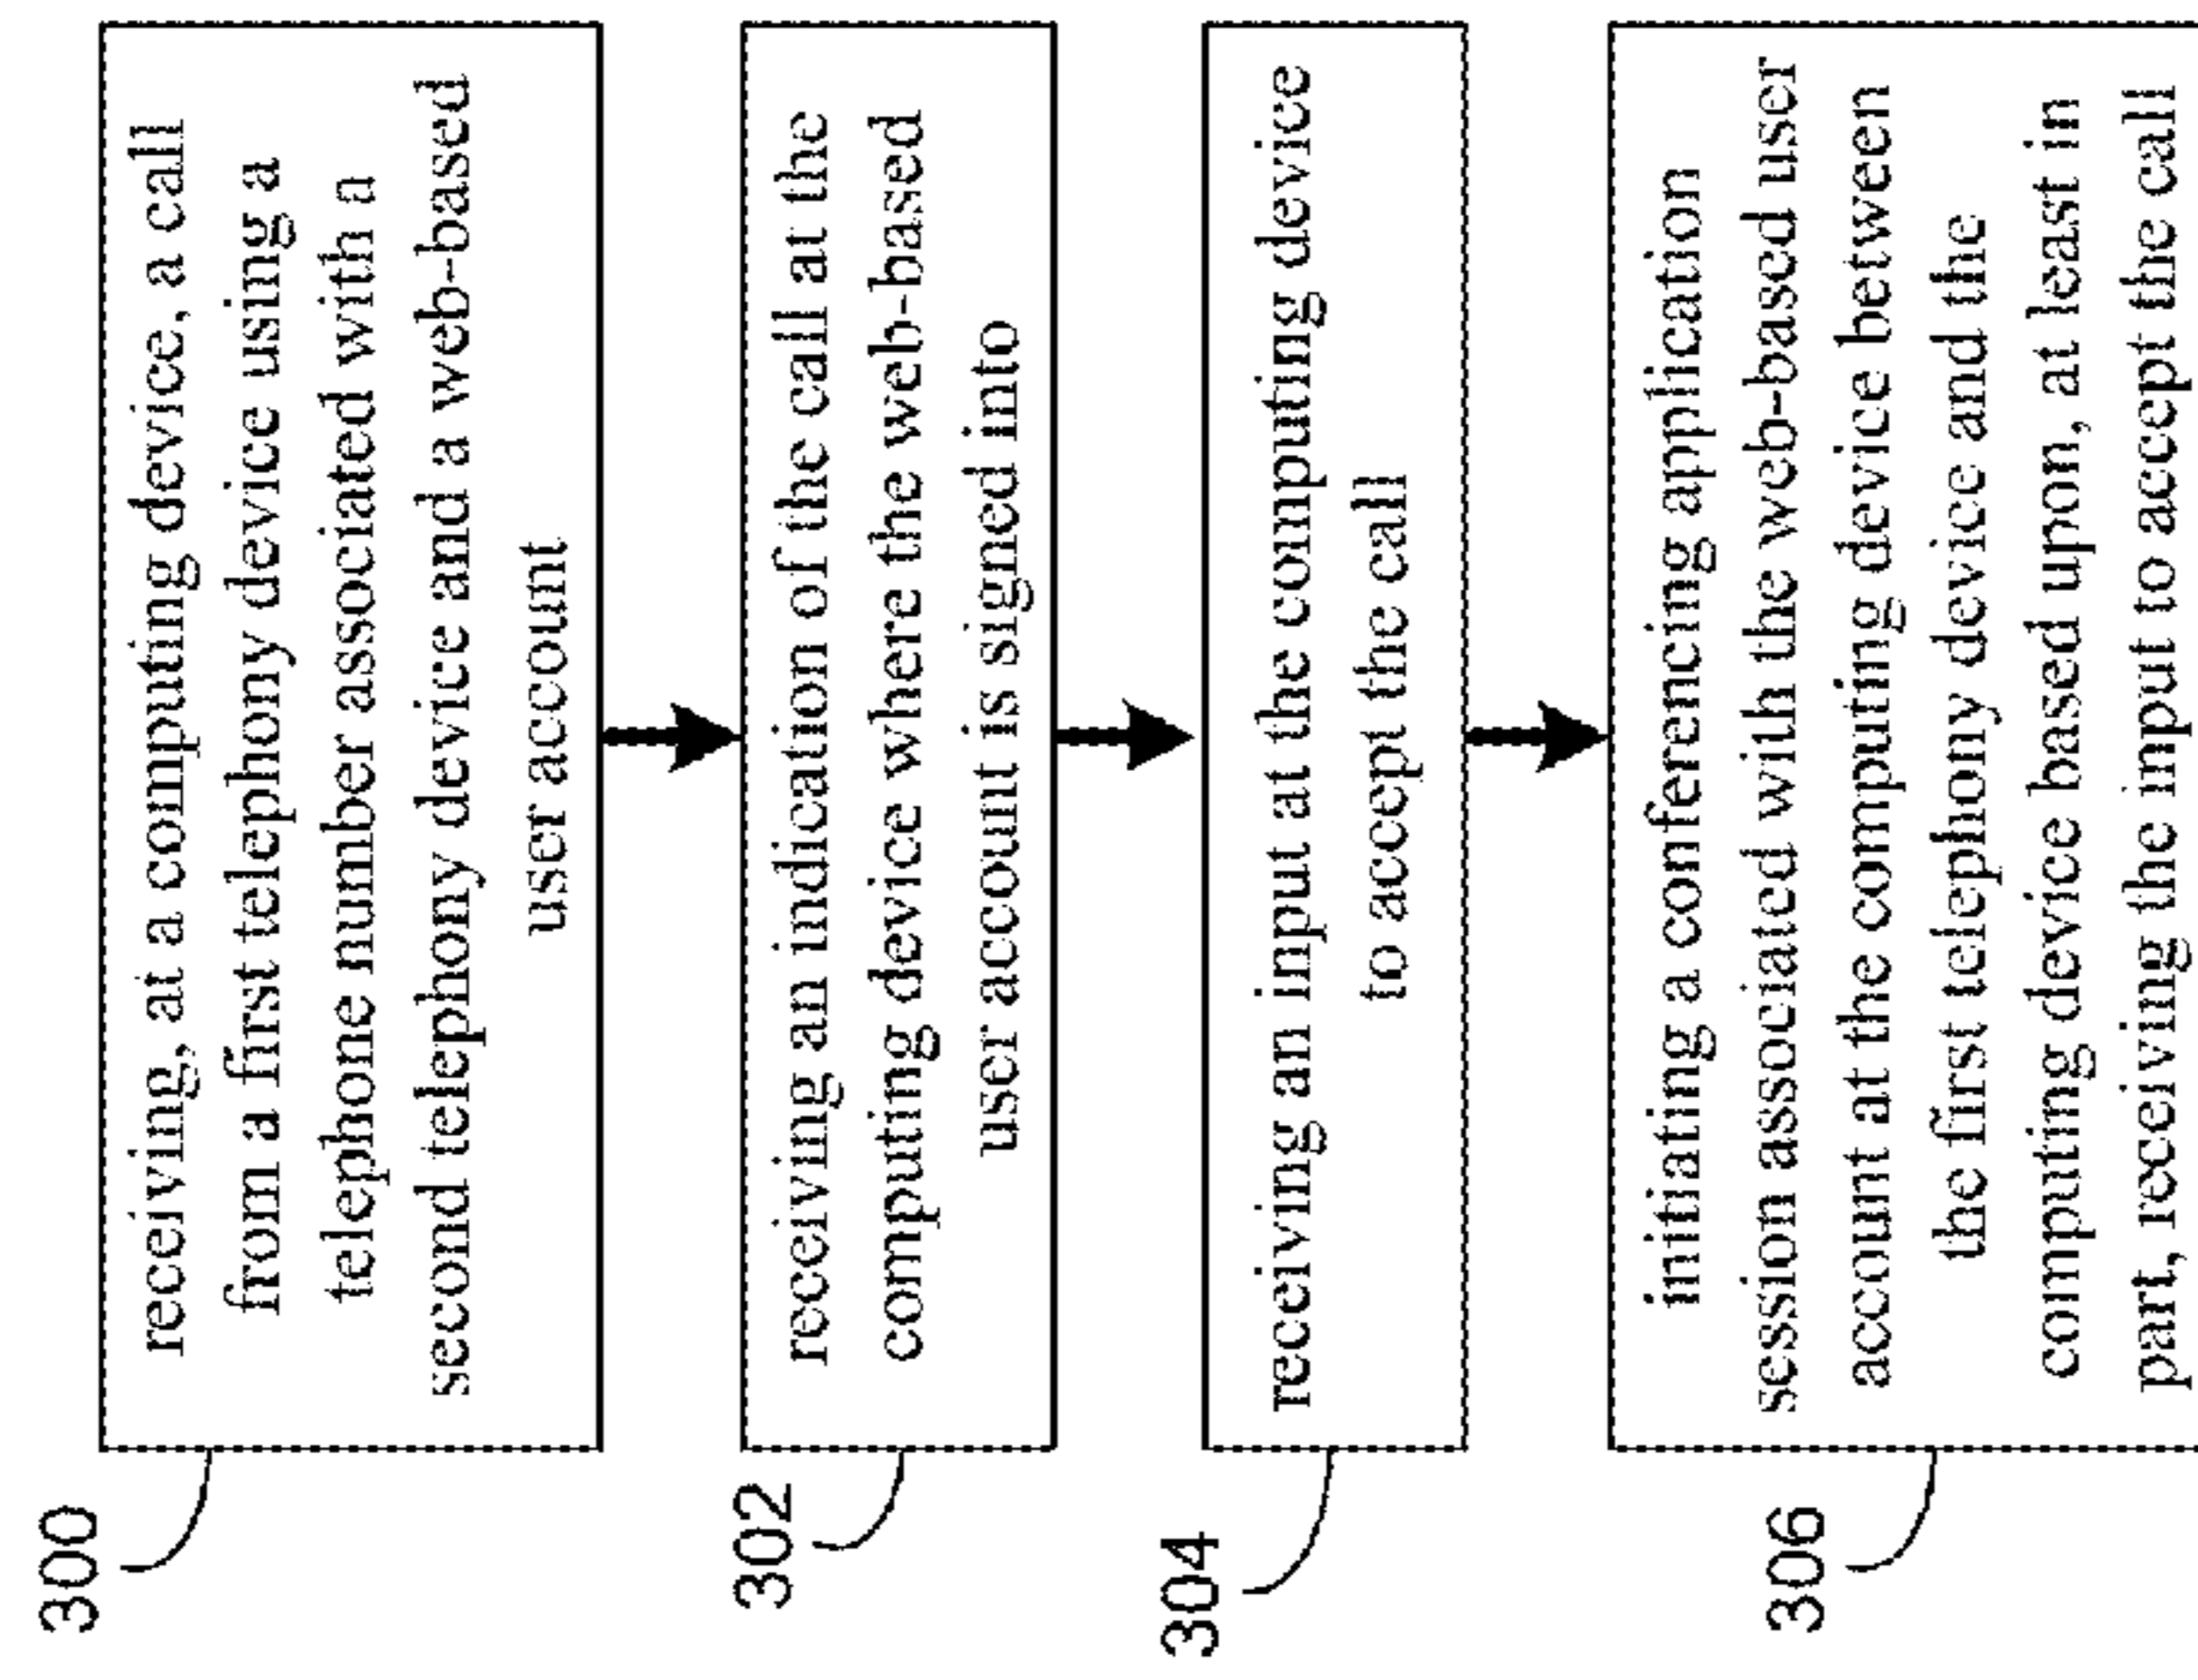 300
receiving, at a computing device, a call
from a first telephony device using a
telephone number associated with a
second telephony device and a web-based
user account
302
receiving an indication of the call at the
computing device where the web-based
user account is signed into
304
receiving an input at the computing device
to accept the call
306
initiating a conferencing application
session associated with the web-based user
account at the computing device between
the first telephony device and the
computing device based upon, at least in
part, receiving the input to accept the call